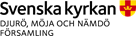 Svenska kyrkan
DJURÖ, MÖJA OCH NÄMDÖ
FÖRSAMLING